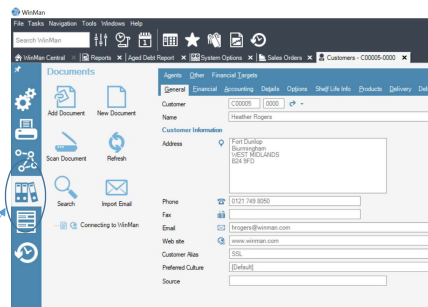 WinMan
File Tasks Navigation Tools Windows Help
Search WinMan
WinMan Central × Reports × Aged Debt Report × System Options × Sales Orders × Customers - C00005-0000 ×
Documents
Add Document New Document
Scan Document Refresh
Search Import Email
Connecting to WinMan
Agents Other Financial Targets
General Financial Accounting Details Options Shelf Life Info Products Delivery Deli
Customer C00005 0000
Name Heather Rogers
Customer Information
Address Fort Dunlop
Biurmingham
WEST MIDLANDS
B24 9FD
Phone 0121 749 8050
Fax
Email hrogers@winman.com
Web site www.winman.com
Customer Alias SSL
Preferred Culture [Default]
Source